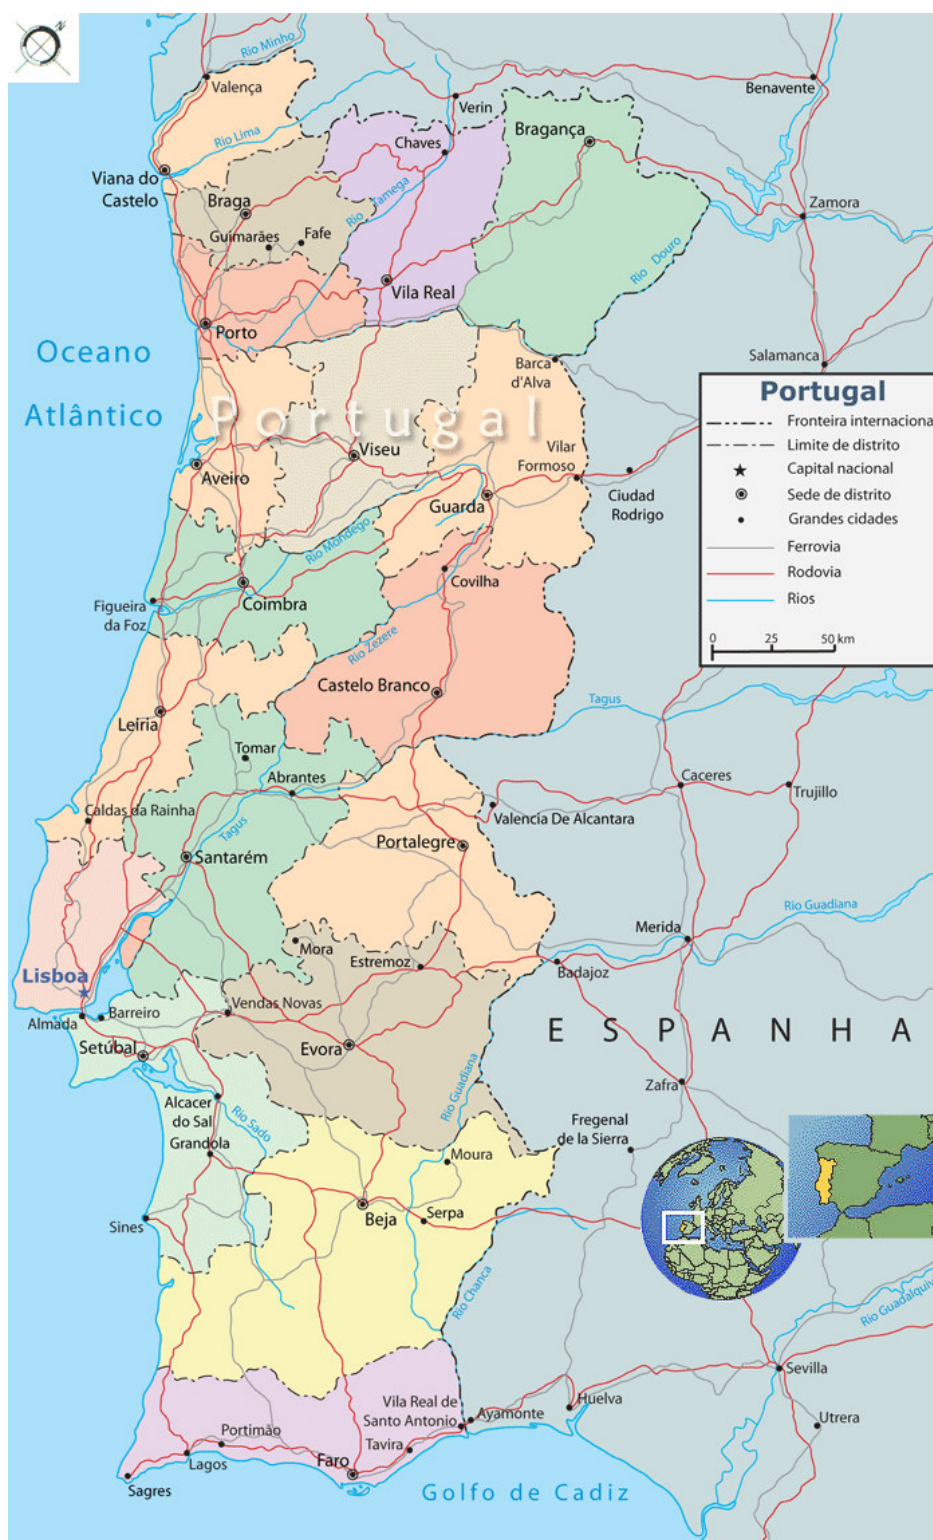 N
Rio Minho
Valença
Verin
Benavente
Rio Lima
Chaves
Bragança
Viana do
Castelo
Braga
Rio Tamega
Guimarães
Fafe
Zamora
Rio Douro
Vila Real
Porto
Oceano
Atlântico
Barca
d'Alva
Salamanca
Portugal
Viseu
Vilar
Formoso
Aveiro
Guarda
Ciudad
Rodrigo
Rio Mondego
Covilha
Figueira
da Foz
Coimbra
Rio Zezere
Castelo Branco
Leiria
Tagus
Tomar
Abrantes
Caceres
Trujillo
Caldas da Rainha
Tagus
Valencia De Alcantara
Santarém
Portalegre
Rio Guadiana
Merida
Mora
Estremoz
Badajoz
Lisboa
Almada
Barreiro
Vendas Novas
Setúbal
Evora
ESPANHA
Rio Guadiana
Zafra
Alcacer
do Sal
Rio Sado
Grandola
Fregenal
de la Sierra
Moura
Beja
Serpa
Sines
Rio Chanca
Rio Guadalquivi
Sevilla
Vila Real de
Santo Antonio
Ayamonte
Huelva
Utrera
Portimão
Tavira
Lagos
Faro
Sagres
Golfo de Cadiz
Portugal
Fronteira internaciona
Limite de distrito
Capital nacional
Sede de distrito
Grandes cidades
Ferrovia
Rodovia
Rios
0 25 50 km